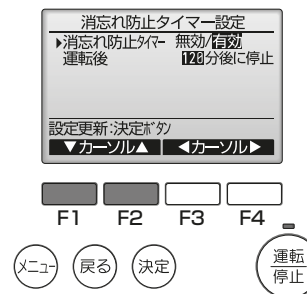 消忘れ防止タイマー設定
▶消忘れ防止ﾀｲﾏｰ 無効/有効
運転後 120分後に停止
設定更新:決定ﾎﾞﾀﾝ
▼カーソル▲ ◀カーソル▶
F1 F2 F3 F4
ﾒﾆｭｰ 戻る 決定 運転
停止